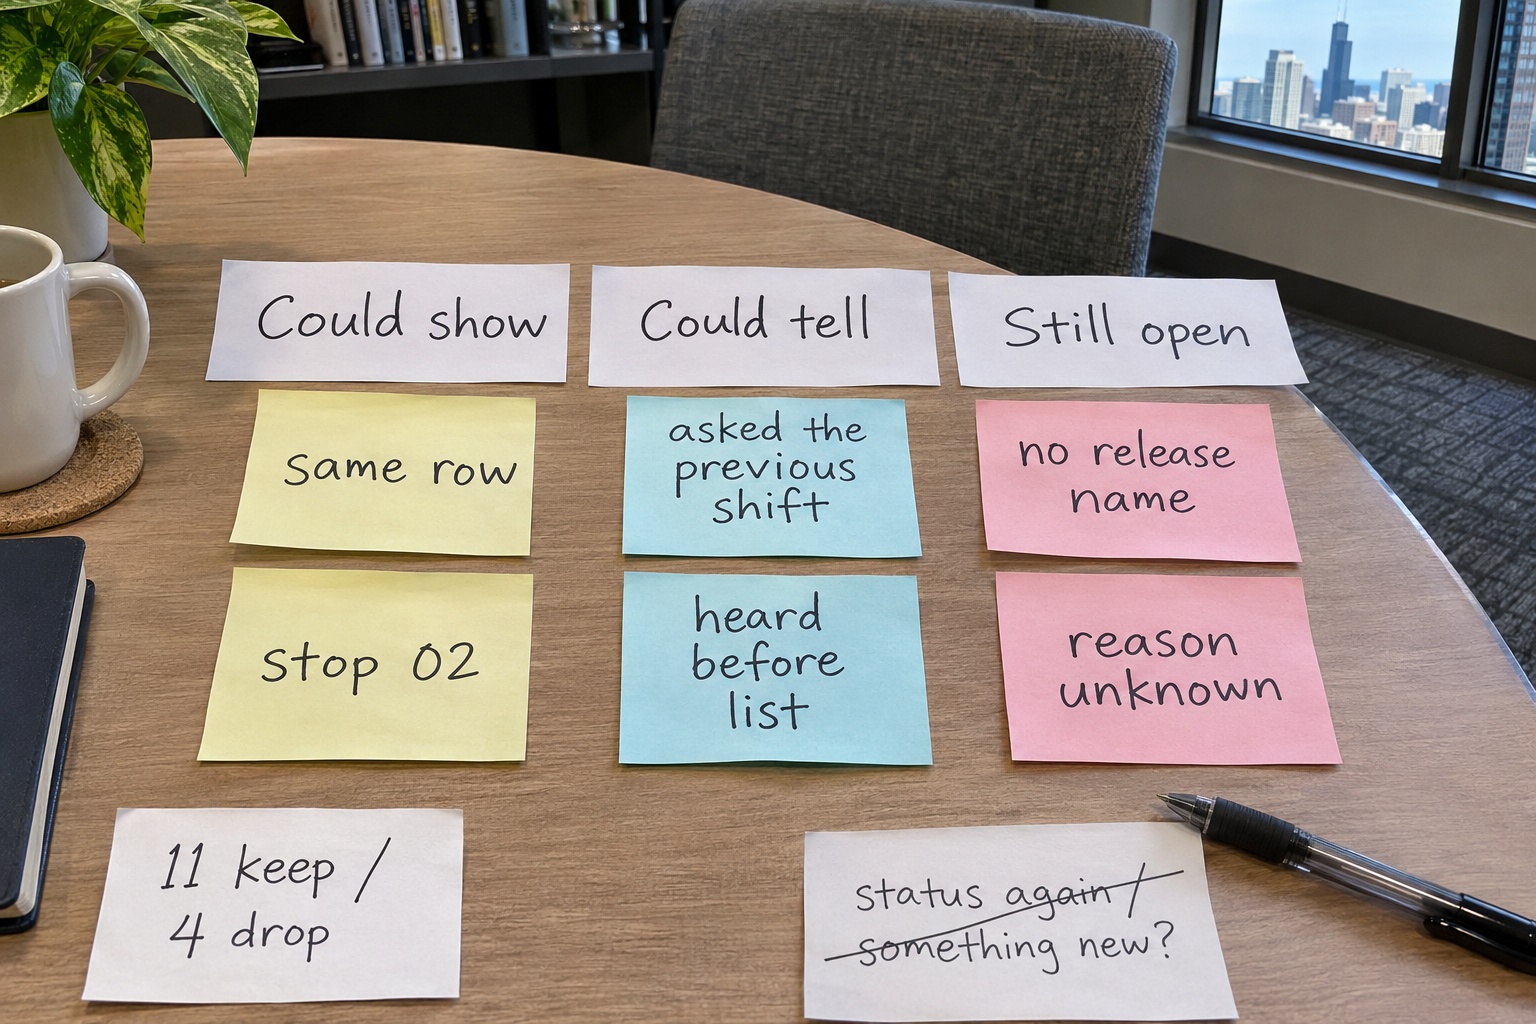 Could show
Could tell
Still open
same row
asked the
previous
shift
no release
name
stop 02
heard
before
list
reason
unknown
11 keep /
4 drop
status again /
something new?